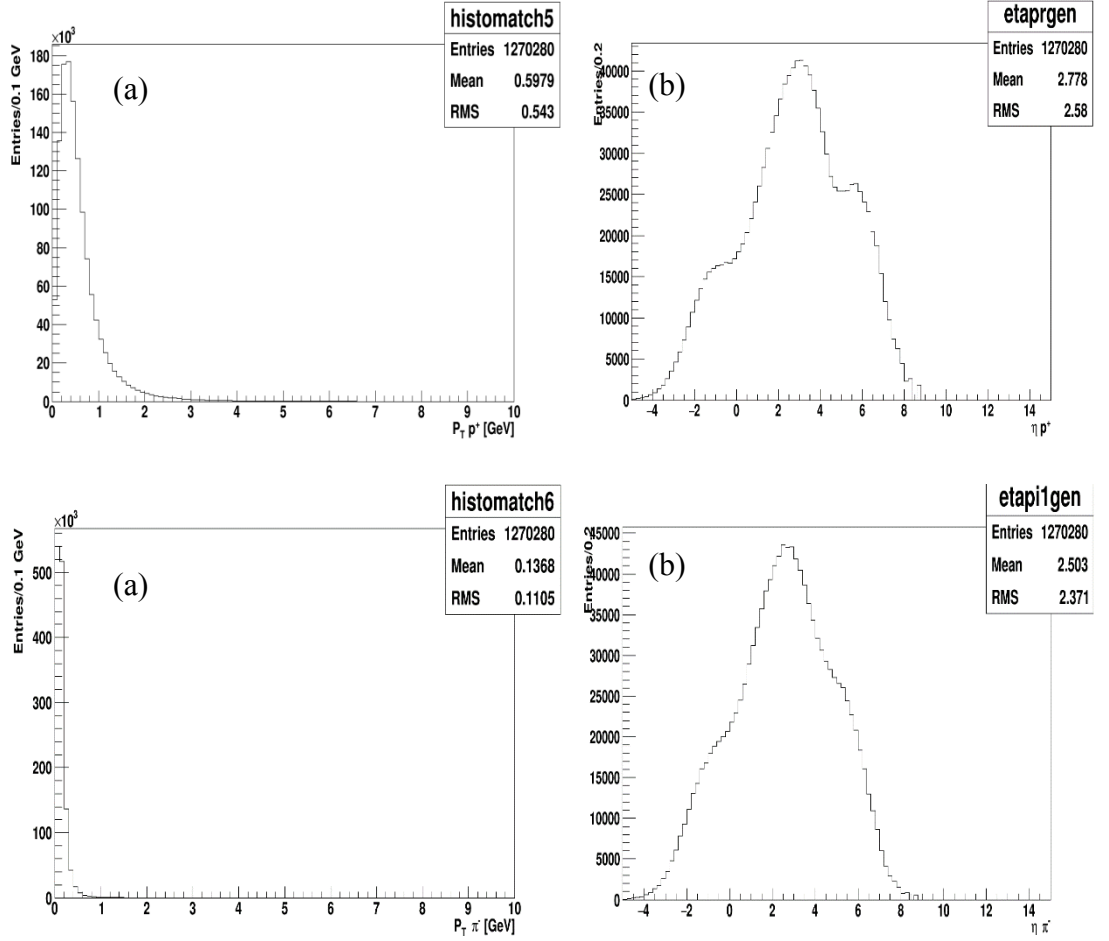 histomatch5
Entries 1270280
Mean 0.5979
RMS 0.543
×10³
Entries/0.1 GeV
(a)
180
160
140
120
100
80
60
40
20
0
0 1 2 3 4 5 6 7 8 9 10
P_T p⁺ [GeV]
etaprgen
Entries 1270280
Mean 2.778
RMS 2.58
Entries/0.2
(b)
40000
35000
30000
25000
20000
15000
10000
5000
0
−4 −2 0 2 4 6 8 10 12 14
η p⁺
histomatch6
Entries 1270280
Mean 0.1368
RMS 0.1105
×10³
Entries/0.1 GeV
(a)
500
400
300
200
100
0
0 1 2 3 4 5 6 7 8 9 10
P_T π⁻ [GeV]
etapi1gen
Entries 1270280
Mean 2.503
RMS 2.371
Entries/0.2
(b)
45000
40000
35000
30000
25000
20000
15000
10000
5000
0
−4 −2 0 2 4 6 8 10 12 14
η π⁻